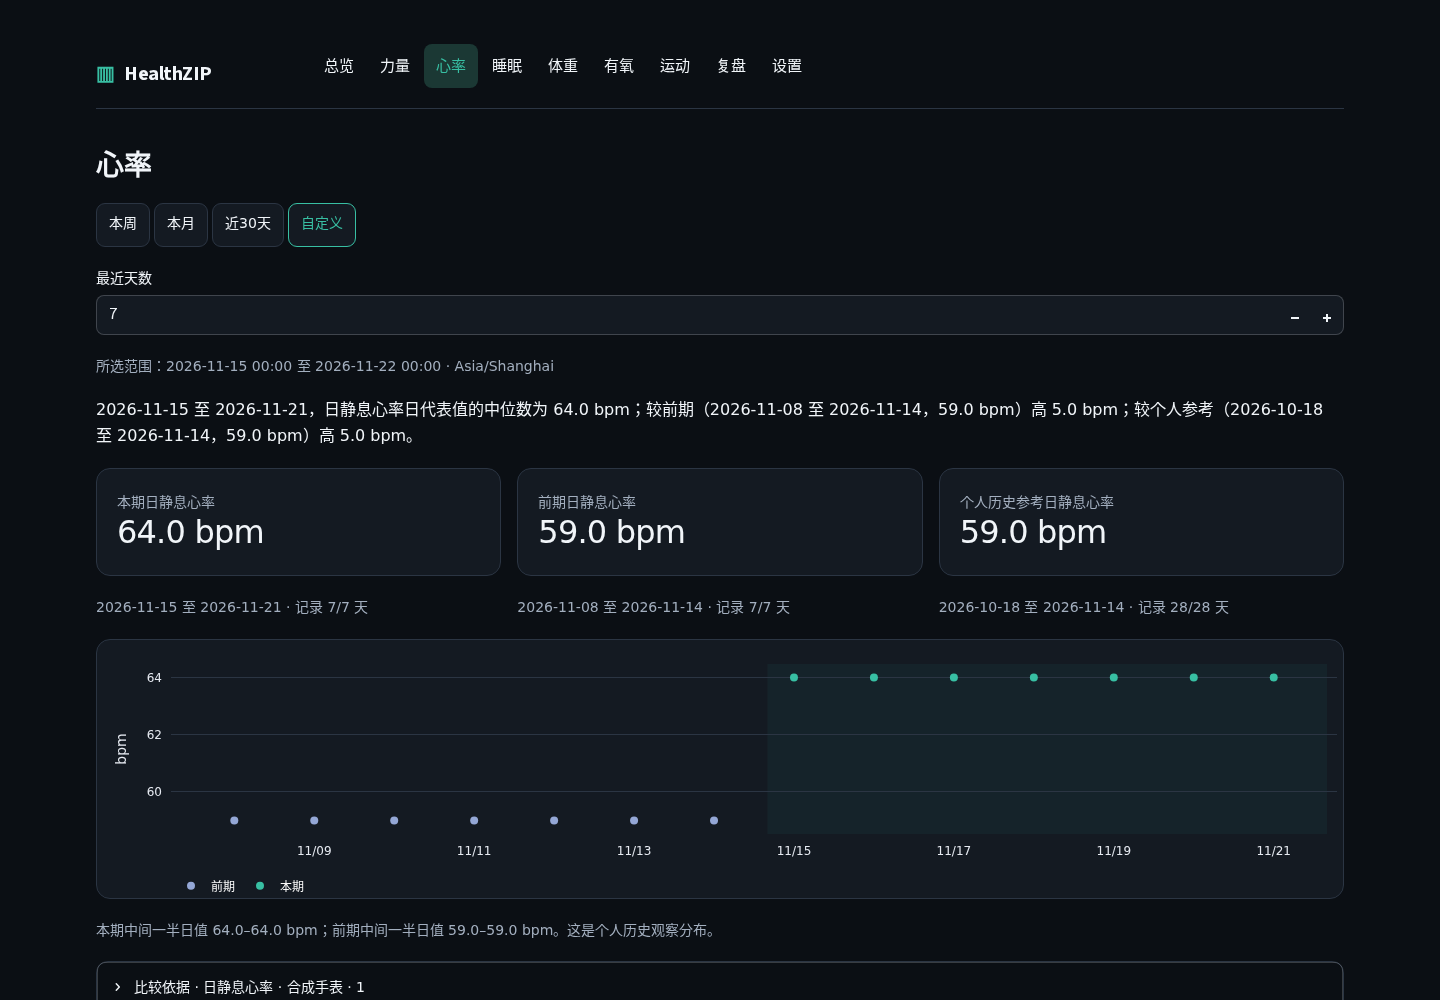 HealthZIP
总览 力量 心率 睡眠 体重 有氧 运动 复盘 设置
心率
本周 本月 近30天 自定义
最近天数
7
所选范围：2026-11-15 00:00 至 2026-11-22 00:00 · Asia/Shanghai
2026-11-15 至 2026-11-21，日静息心率日代表值的中位数为 64.0 bpm；较前期（2026-11-08 至 2026-11-14，59.0 bpm）高 5.0 bpm；较个人参考（2026-10-18
至 2026-11-14，59.0 bpm）高 5.0 bpm。
本期日静息心率 前期日静息心率 个人历史参考日静息心率
64.0 bpm 59.0 bpm 59.0 bpm
2026-11-15 至 2026-11-21 · 记录 7/7 天 2026-11-08 至 2026-11-14 · 记录 7/7 天 2026-10-18 至 2026-11-14 · 记录 28/28 天
64
62
bpm
60
11/09 11/11 11/13 11/15 11/17 11/19 11/21
前期 本期
本期中间一半日值 64.0–64.0 bpm；前期中间一半日值 59.0–59.0 bpm。这是个人历史观察分布。
比较依据 · 日静息心率 · 合成手表 · 1